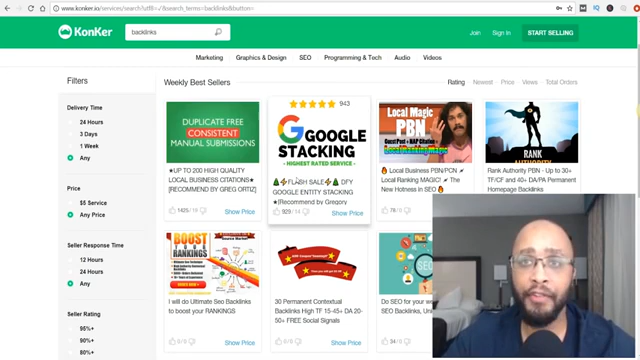 www.konker.io/services/search?utf8=✓&search_terms=backlinks&button=
KonKer
backlinks
Join
Sign In
START SELLING
Marketing
Graphics & Design
SEO
Programming & Tech
Audio
Videos
Filters
Delivery Time
24 Hours
3 Days
1 Week
Any
Price
$5 Service
Any Price
Seller Response Time
12 Hours
24 Hours
Any
Seller Rating
95%+
90%+
80%+
Weekly Best Sellers
Rating
Newest
Price
Views
Total Orders
DUPLICATE FREE
CONSISTENT
MANUAL SUBMISSIONS
★UP TO 200 HIGH QUALITY
LOCAL BUSINESS CITATIONS★
[RECOMMEND BY GREG ORTIZ]
Show Price
943
GOOGLE
STACKING
- HIGHEST RATED SERVICE -
FLASH SALE DFY
GOOGLE ENTITY STACKING
★[Recommend by Gregory
929
Show Price
Local Magic
PBN
Local Business PBN/PCN
Local Ranking MAGIC! The
New Hotness in SEO
Show Price
RANK
AUTHORITY
Rank Authority PBN - Up to 30+
TF/CF and 40+ DA/PA Permanent
Homepage Backlinks
Show Price
BOOST
YOUR
RANKINGS
I will do Ultimate Seo Backlinks
to boost your RANKINGS
Show Price
30 Permanent Contextual
Backlinks High TF 15-45+ DA 20-
50+ FREE Social Signals
Show Price
SEO
Do SEO for your we
SEO Backlinks, Uni
34